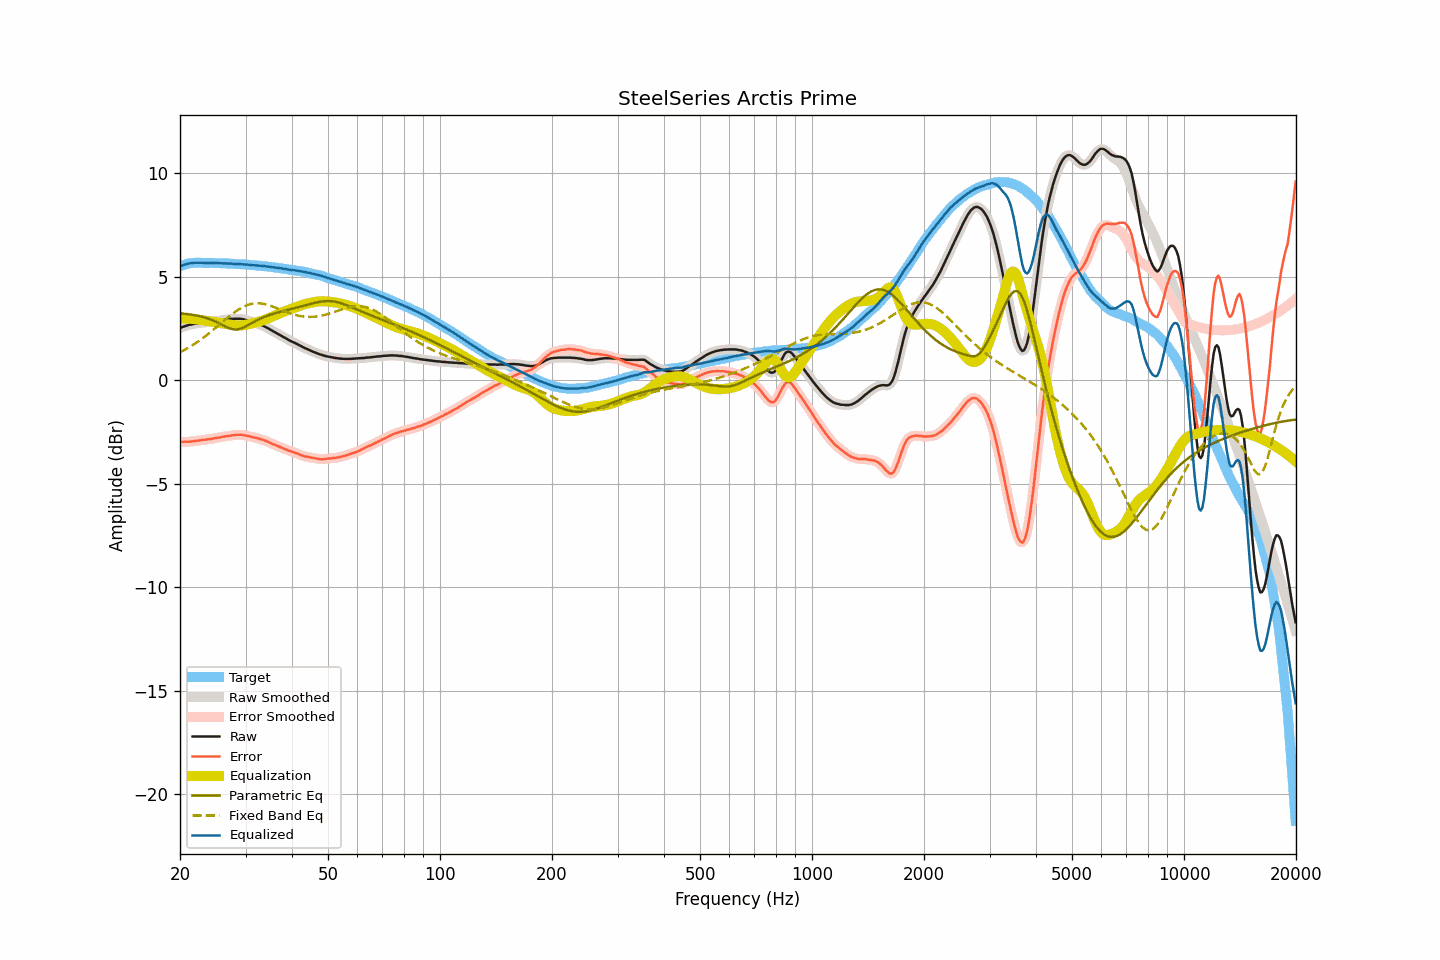 SteelSeries Arctis Prime
Amplitude (dBr)
10
5
0
−5
−10
−15
−20
Target
Raw Smoothed
Error Smoothed
Raw
Error
Equalization
Parametric Eq
Fixed Band Eq
Equalized
20 50 100 200 500 1000 2000 5000 10000 20000
Frequency (Hz)